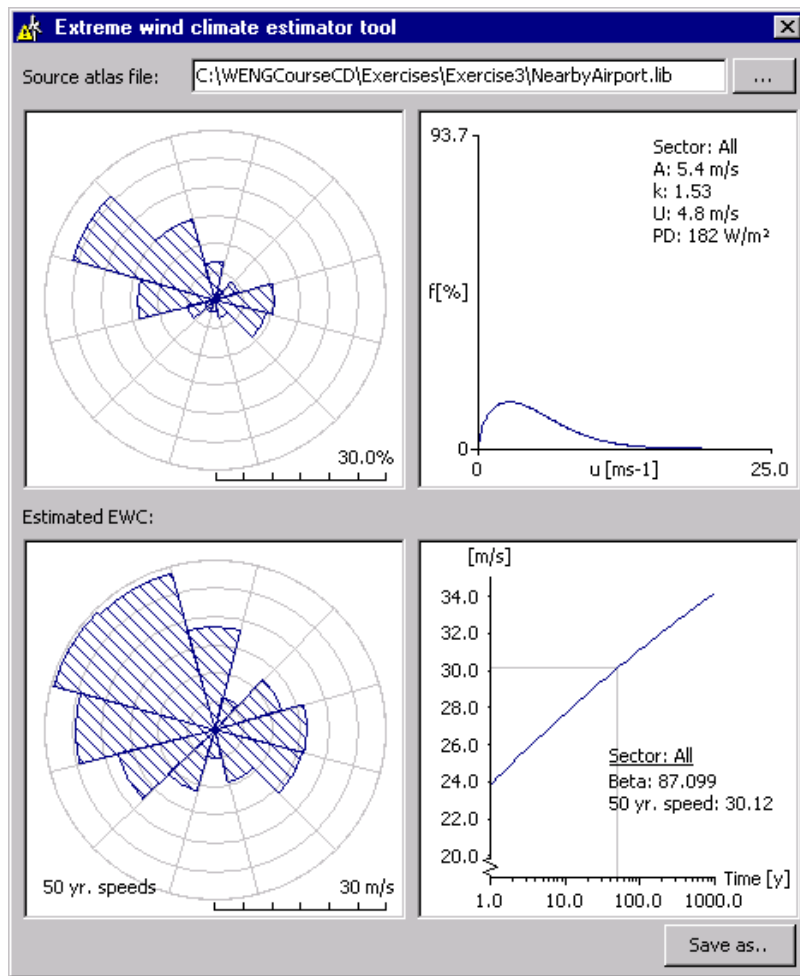 Extreme wind climate estimator tool
Source atlas file:
C:\WENGCourseCD\Exercises\Exercise3\NearbyAirport.lib
...
30.0%
93.7
f[%]
0
0
u [ms-1]
25.0
Sector: All
A: 5.4 m/s
k: 1.53
U: 4.8 m/s
PD: 182 W/m²
Estimated EWC:
50 yr. speeds
30 m/s
[m/s]
34.0
32.0
30.0
28.0
26.0
24.0
22.0
20.0
Sector: All
Beta: 87.099
50 yr. speed: 30.12
Time [y]
1.0
10.0
100.0
1000.0
Save as..